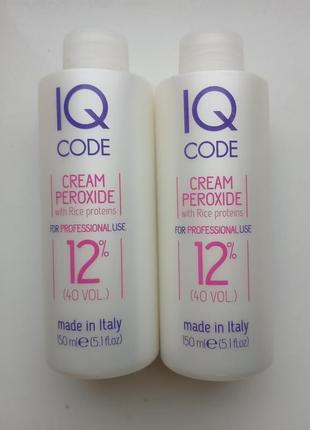 IQ
CODE
CREAM
PEROXIDE
with Rice proteins
FOR PROFESSIONAL USE
12%
(40 VOL.)
made in Italy
150 ml e (5.1 fl.oz)
IQ
CODE
CREAM
PEROXIDE
with Rice proteins
FOR PROFESSIONAL USE
12%
(40 VOL.)
made in Italy
150 ml e (5.1 fl.oz)